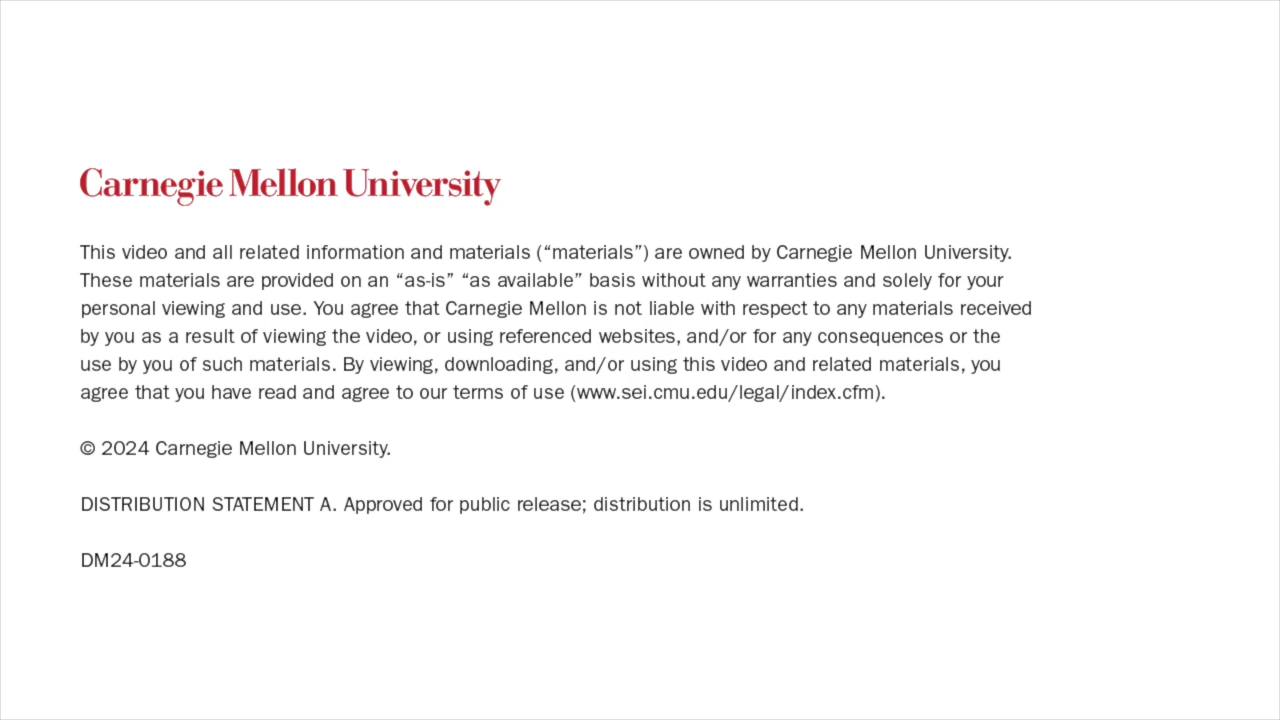 Carnegie Mellon University
This video and all related information and materials (“materials”) are owned by Carnegie Mellon University.
These materials are provided on an “as-is” “as available” basis without any warranties and solely for your
personal viewing and use. You agree that Carnegie Mellon is not liable with respect to any materials received
by you as a result of viewing the video, or using referenced websites, and/or for any consequences or the
use by you of such materials. By viewing, downloading, and/or using this video and related materials, you
agree that you have read and agree to our terms of use (www.sei.cmu.edu/legal/index.cfm).
© 2024 Carnegie Mellon University.
DISTRIBUTION STATEMENT A. Approved for public release; distribution is unlimited.
DM24-0188